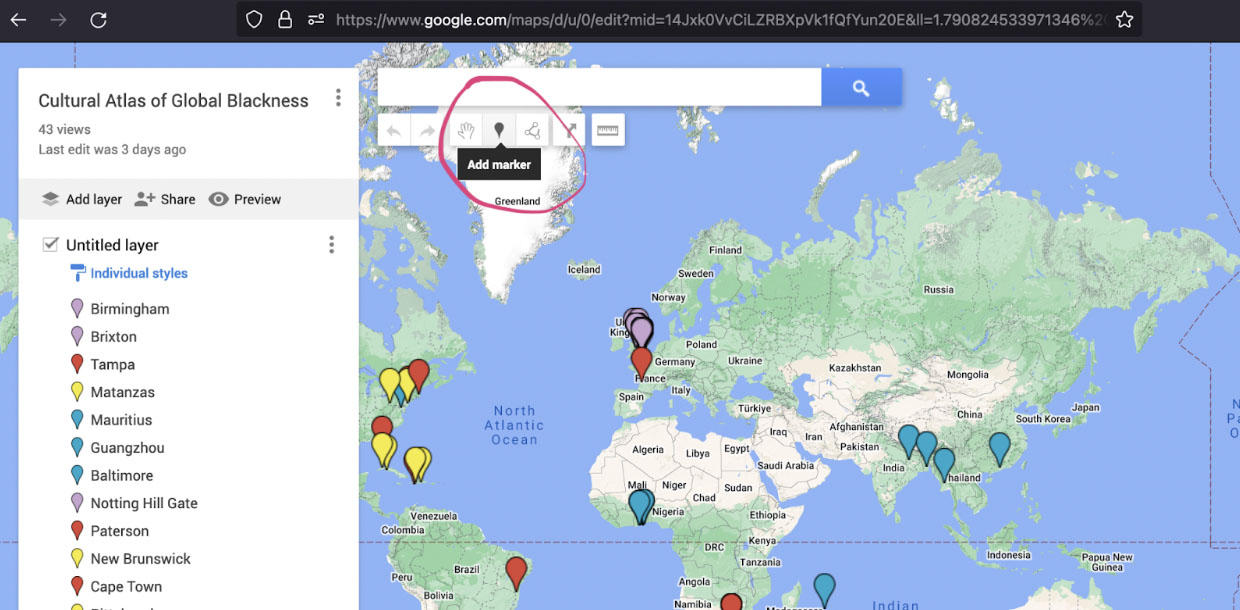 https://www.google.com/maps/d/u/0/edit?mid=14Jxk0VvCiLZRBXpVk1fQfYun20E&ll=1.790824533971346%2
Cultural Atlas of Global Blackness
43 views
Last edit was 3 days ago
Add layer
Share
Preview
Untitled layer
Individual styles
Birmingham
Brixton
Tampa
Matanzas
Mauritius
Guangzhou
Baltimore
Notting Hill Gate
Paterson
New Brunswick
Cape Town
Add marker
Greenland
Iceland
Finland
Sweden
Norway
Russia
Poland
Germany
Ukraine
France
Italy
Spain
Kazakhstan
Mongolia
Türkiye
China
Japan
South Korea
North
Atlantic
Ocean
Iraq
Iran
Afghanistan
Pakistan
Algeria
Libya
Egypt
Saudi Arabia
India
Thailand
Mali
Niger
Chad
Sudan
Nigeria
Ethiopia
Venezuela
Colombia
DRC
Kenya
Tanzania
Indonesia
Papua New
Guinea
Peru
Brazil
Bolivia
Angola
Namibia
Indian